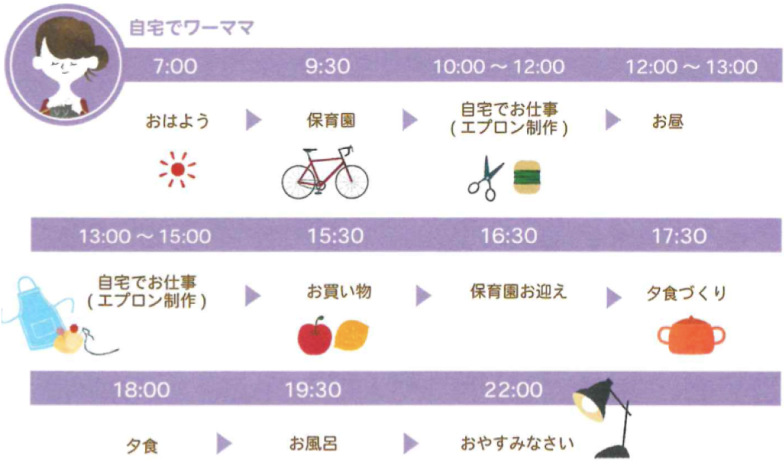 自宅でワーママ
7:00 9:30 10:00 ～ 12:00 12:00 ～ 13:00
おはよう 保育園 自宅でお仕事 お昼
( エプロン制作 )
13:00 ～ 15:00 15:30 16:30 17:30
自宅でお仕事 お買い物 保育園お迎え 夕食づくり
( エプロン制作 )
18:00 19:30 22:00
夕食 お風呂 おやすみなさい